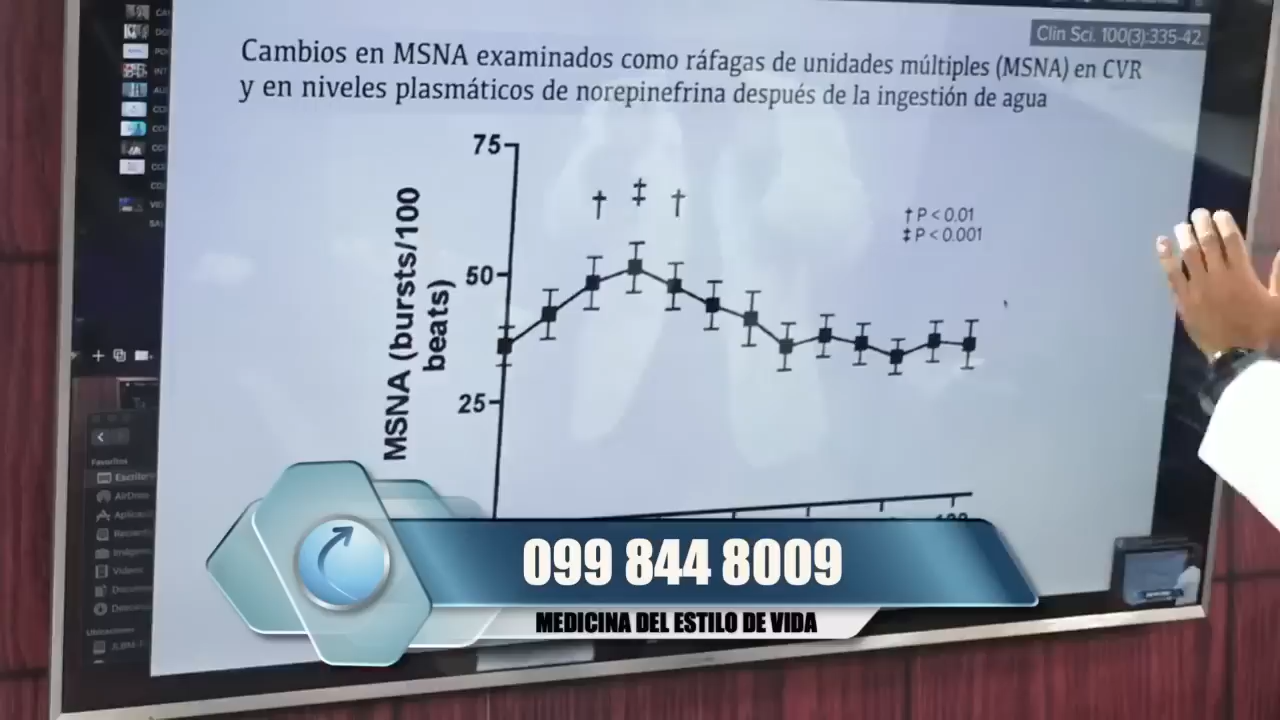 Clin Sci. 100(3):335-42.
Cambios en MSNA examinados como ráfagas de unidades múltiples (MSNA) en CVR
y en niveles plasmáticos de norepinefrina después de la ingestión de agua
75
50
25
MSNA (bursts/100
beats)
† ‡ †
† P < 0.01
‡ P < 0.001
Favoritos
AirDrop
099 844 8009
MEDICINA DEL ESTILO DE VIDA